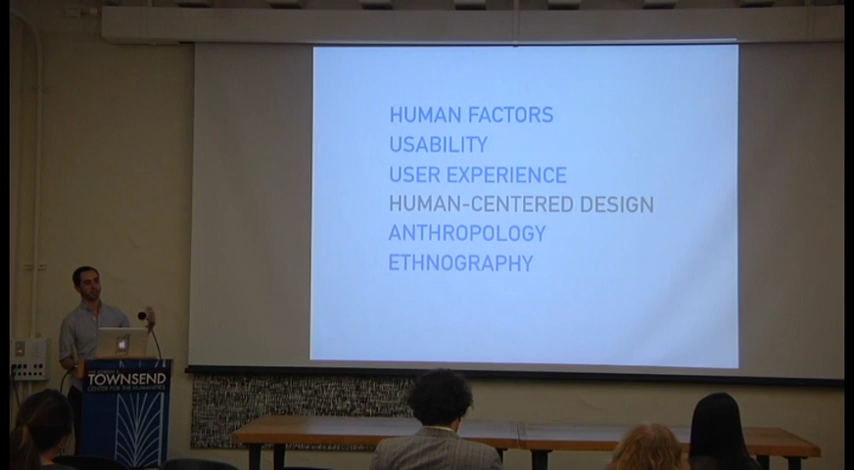 HUMAN FACTORS
USABILITY
USER EXPERIENCE
HUMAN-CENTERED DESIGN
ANTHROPOLOGY
ETHNOGRAPHY
TOWNSEND
CENTER FOR THE HUMANITIES